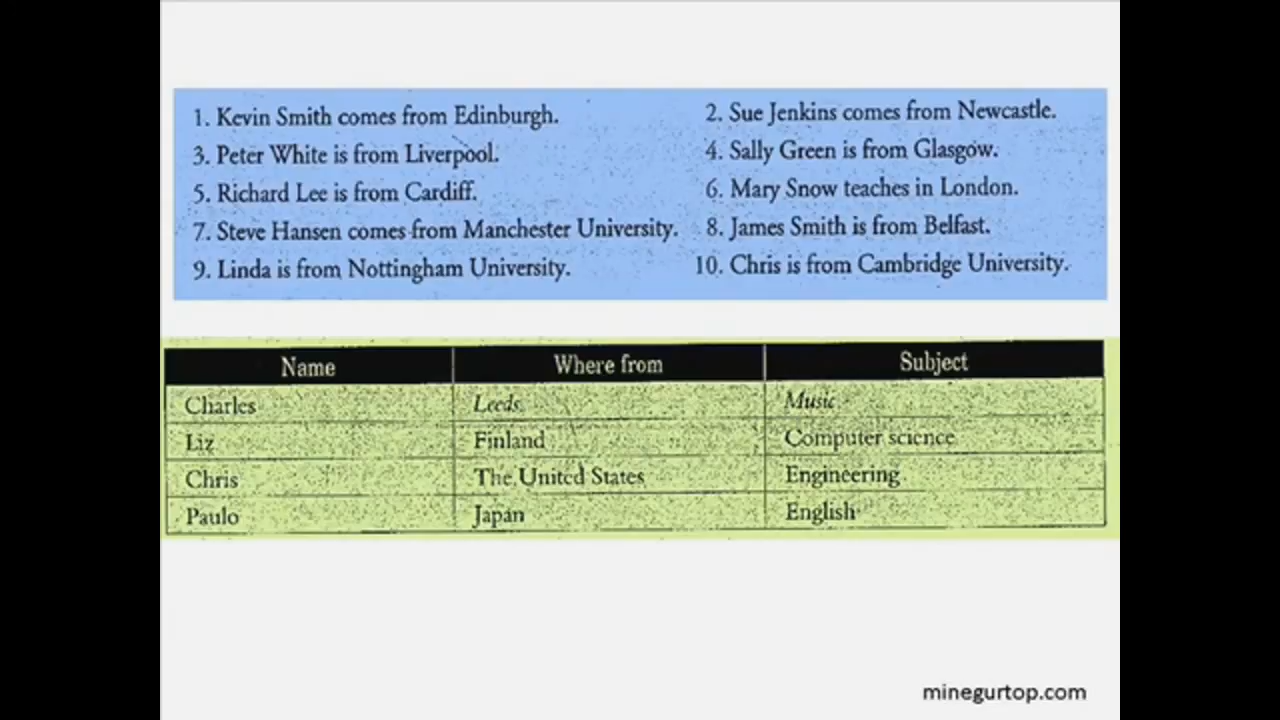 1. Kevin Smith comes from Edinburgh.
2. Sue Jenkins comes from Newcastle.
3. Peter White is from Liverpool.
4. Sally Green is from Glasgow.
5. Richard Lee is from Cardiff.
6. Mary Snow teaches in London.
7. Steve Hansen comes from Manchester University.
8. James Smith is from Belfast.
9. Linda is from Nottingham University.
10. Chris is from Cambridge University.
Name Where from Subject
Charles Leeds Music
Liz Finland Computer science
Chris The United States Engineering
Paulo Japan English
minegurtop.com